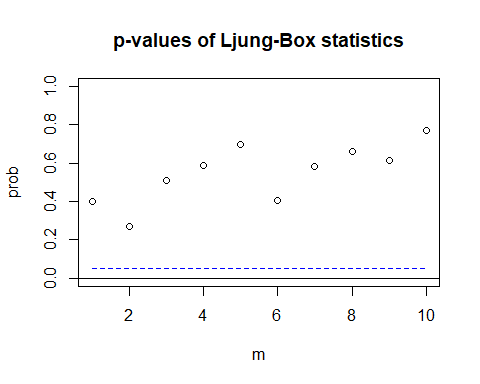 p-values of Ljung-Box statistics
prob
0.0 0.2 0.4 0.6 0.8 1.0
2 4 6 8 10
m